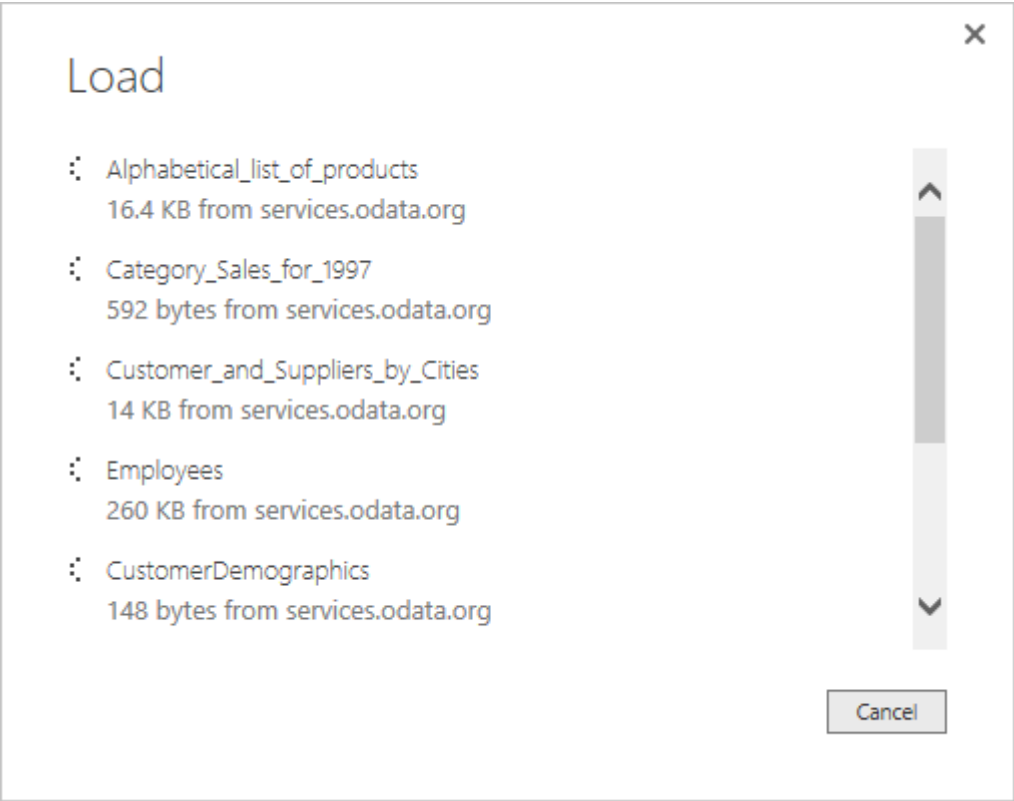 Load
Alphabetical_list_of_products
16.4 KB from services.odata.org
Category_Sales_for_1997
592 bytes from services.odata.org
Customer_and_Suppliers_by_Cities
14 KB from services.odata.org
Employees
260 KB from services.odata.org
CustomerDemographics
148 bytes from services.odata.org
Cancel